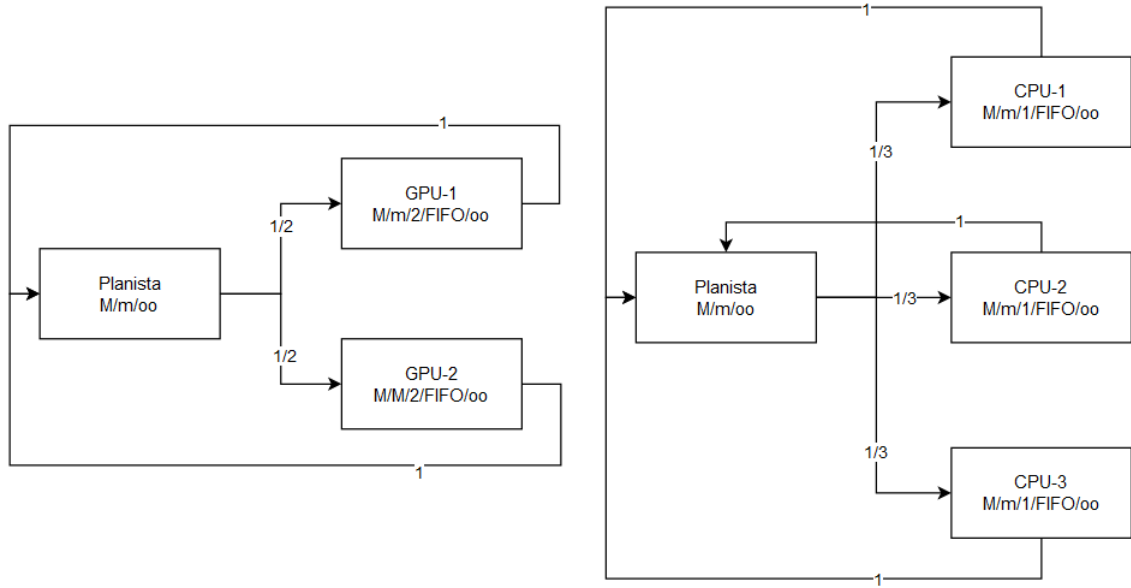 1
GPU-1
M/m/2/FIFO/oo
1/2
Planista
M/m/oo
1/2
GPU-2
M/M/2/FIFO/oo
1
1
CPU-1
M/m/1/FIFO/oo
1/3
1
Planista
M/m/oo
1/3
CPU-2
M/m/1/FIFO/oo
1/3
CPU-3
M/m/1/FIFO/oo
1